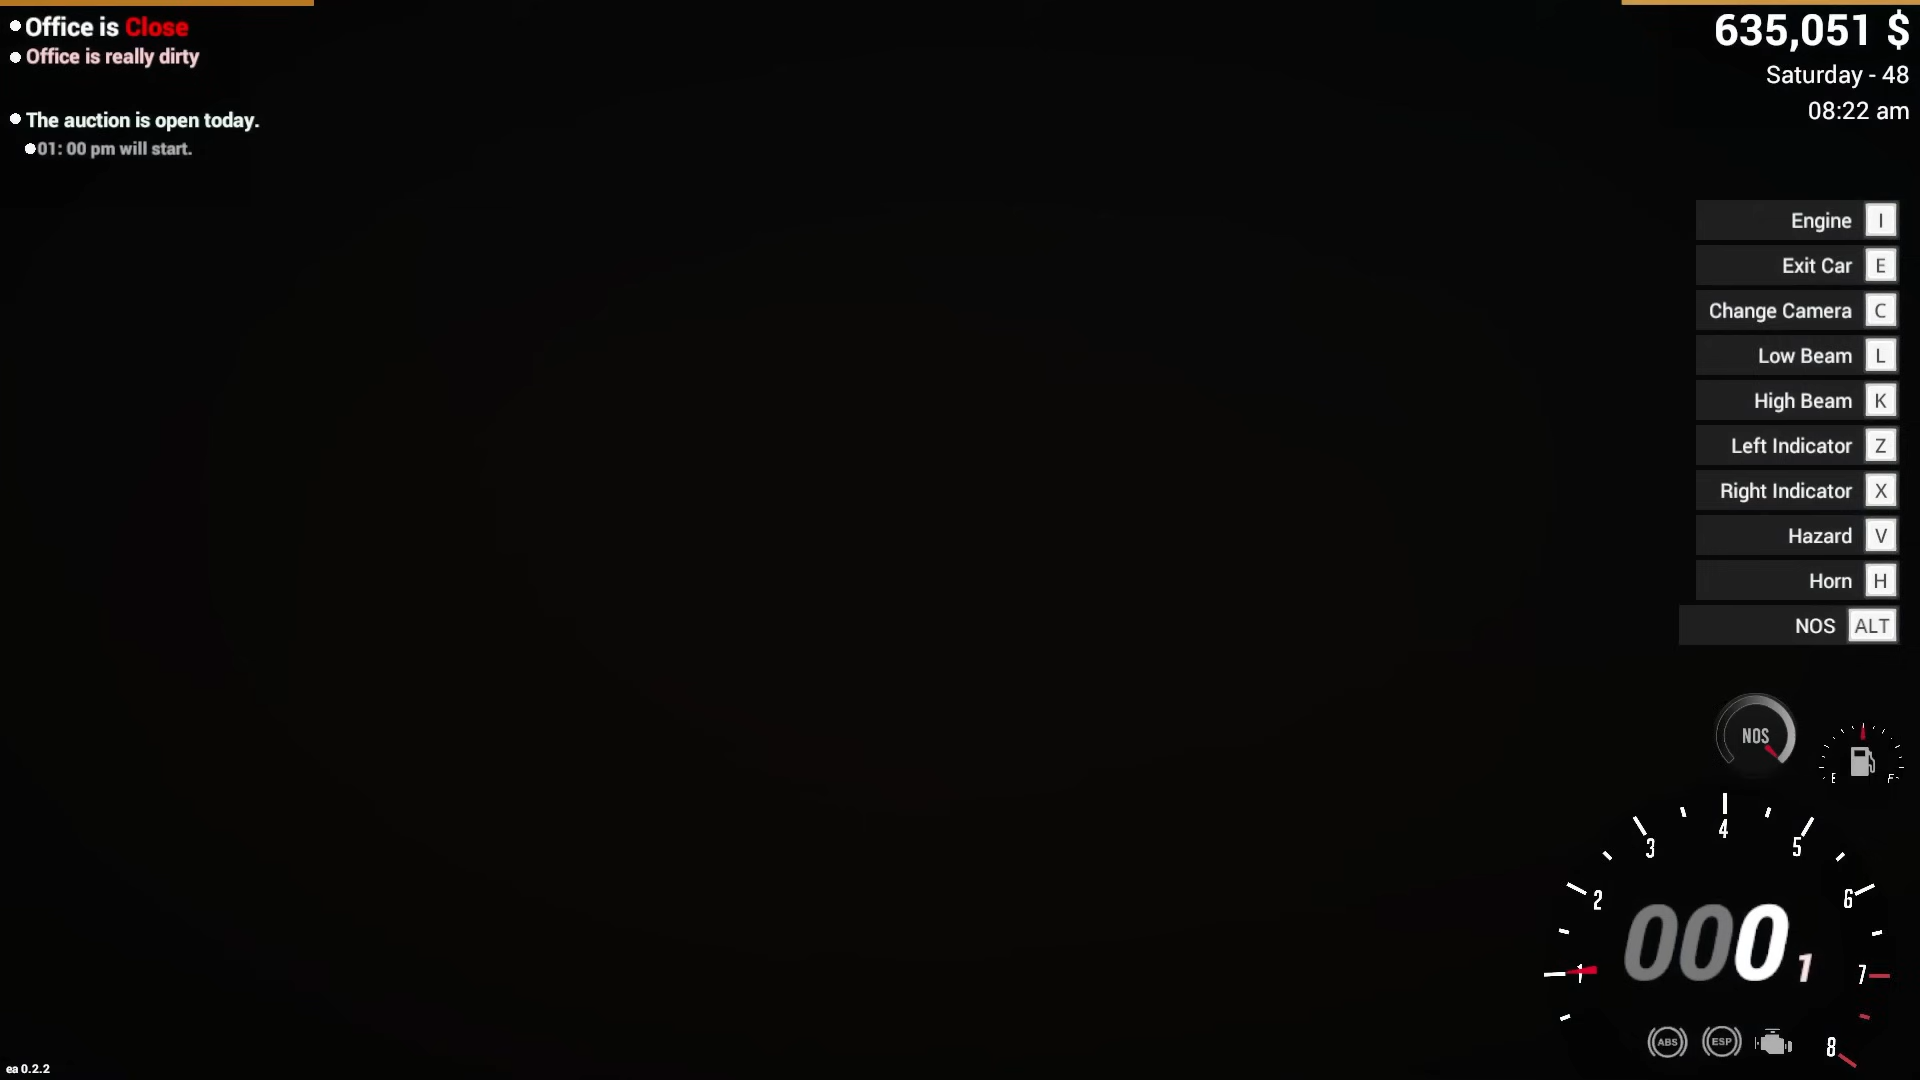 Office is Close
Office is really dirty
The auction is open today.
01: 00 pm will start.
635,051 $
Saturday - 48
08:22 am
Engine I
Exit Car E
Change Camera C
Low Beam L
High Beam K
Left Indicator Z
Right Indicator X
Hazard V
Horn H
NOS ALT
NOS
E F
1 2 3 4 5 6 7 8
000 1
ABS ESP
ea 0.2.2